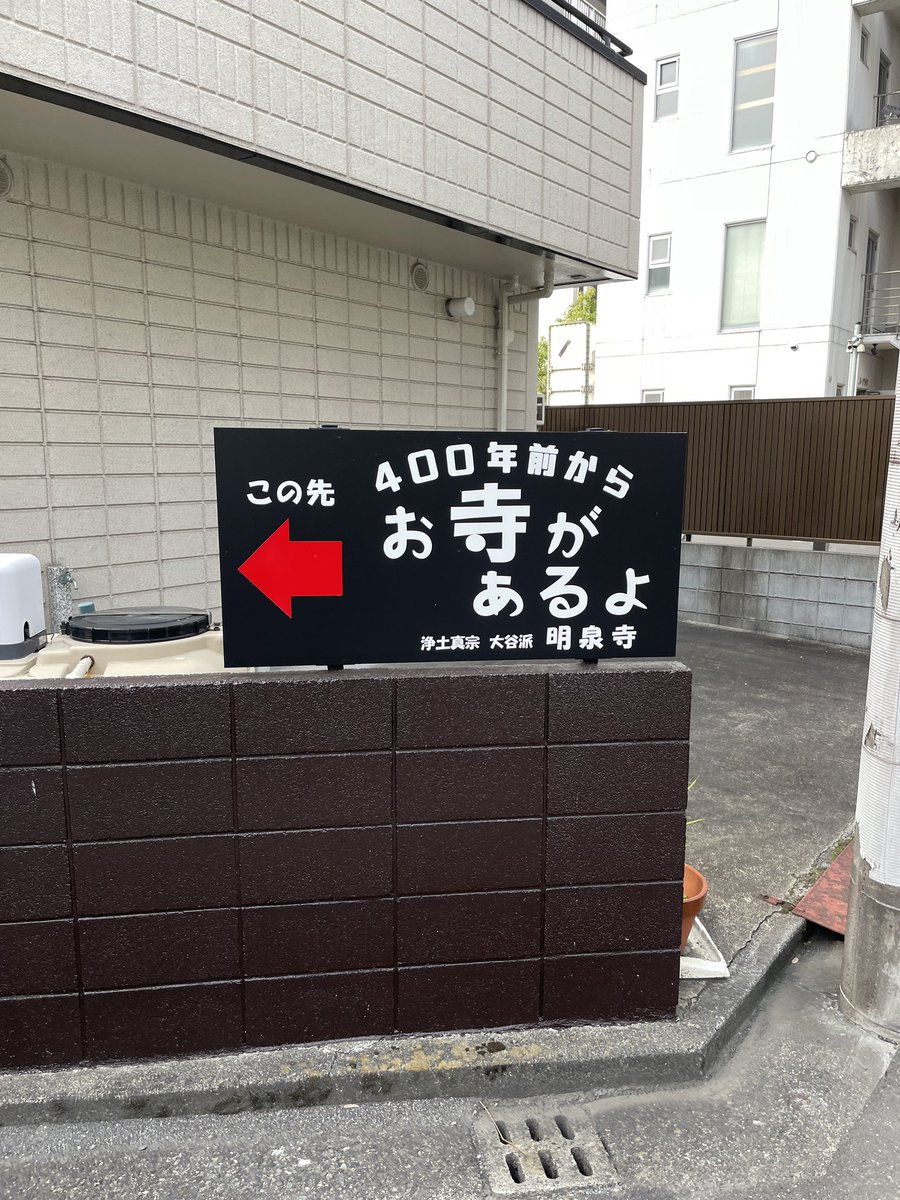 この先
400年前から
お寺が
あるよ
浄土真宗 大谷派 明泉寺